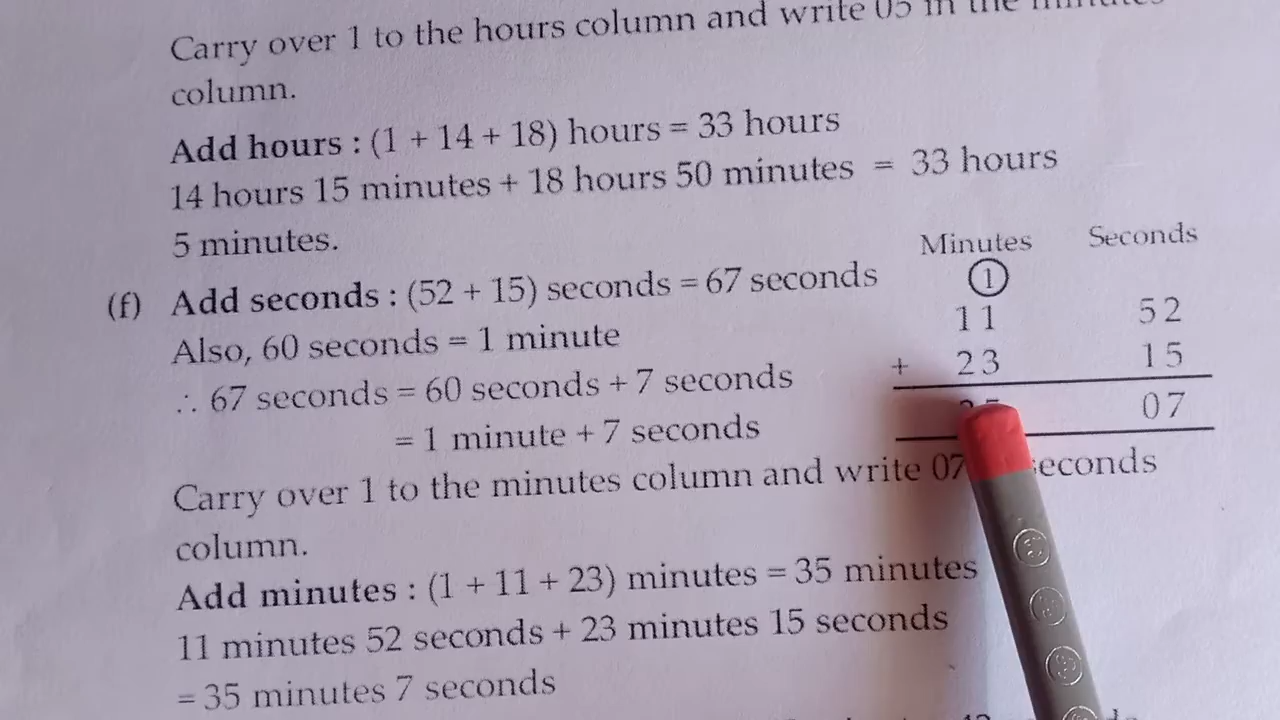 Carry over 1 to the hours column and write 05 in the minutes
column.
Add hours : (1 + 14 + 18) hours = 33 hours
14 hours 15 minutes + 18 hours 50 minutes = 33 hours
5 minutes.
Minutes Seconds
(f) Add seconds : (52 + 15) seconds = 67 seconds
1
Also, 60 seconds = 1 minute
11 52
∴ 67 seconds = 60 seconds + 7 seconds
+ 23 15
= 1 minute + 7 seconds
07
Carry over 1 to the minutes column and write 07 seconds
column.
Add minutes : (1 + 11 + 23) minutes = 35 minutes
11 minutes 52 seconds + 23 minutes 15 seconds
= 35 minutes 7 seconds